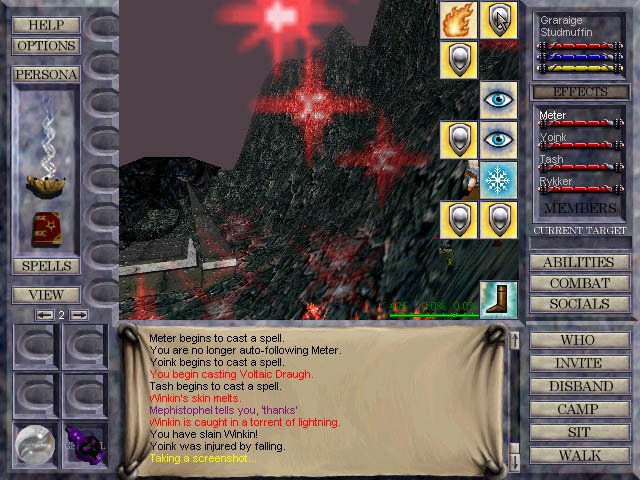 HELP
OPTIONS
PERSONA
SPELLS
VIEW
2
Graraige
Studmuffin
EFFECTS
Meter
Yoink
Tash
Rykker
MEMBERS
CURRENT TARGET
ABILITIES
COMBAT
SOCIALS
WHO
INVITE
DISBAND
CAMP
SIT
WALK
0.0% 0.0%
Meter begins to cast a spell.
You are no longer auto-following Meter.
Yoink begins to cast a spell.
You begin casting Voltaic Draugh.
Tash begins to cast a spell.
Winkin's skin melts.
Mephistophel tells you, 'thanks'
Winkin is caught in a torrent of lightning.
You have slain Winkin!
Yoink was injured by falling.
Taking a screenshot...